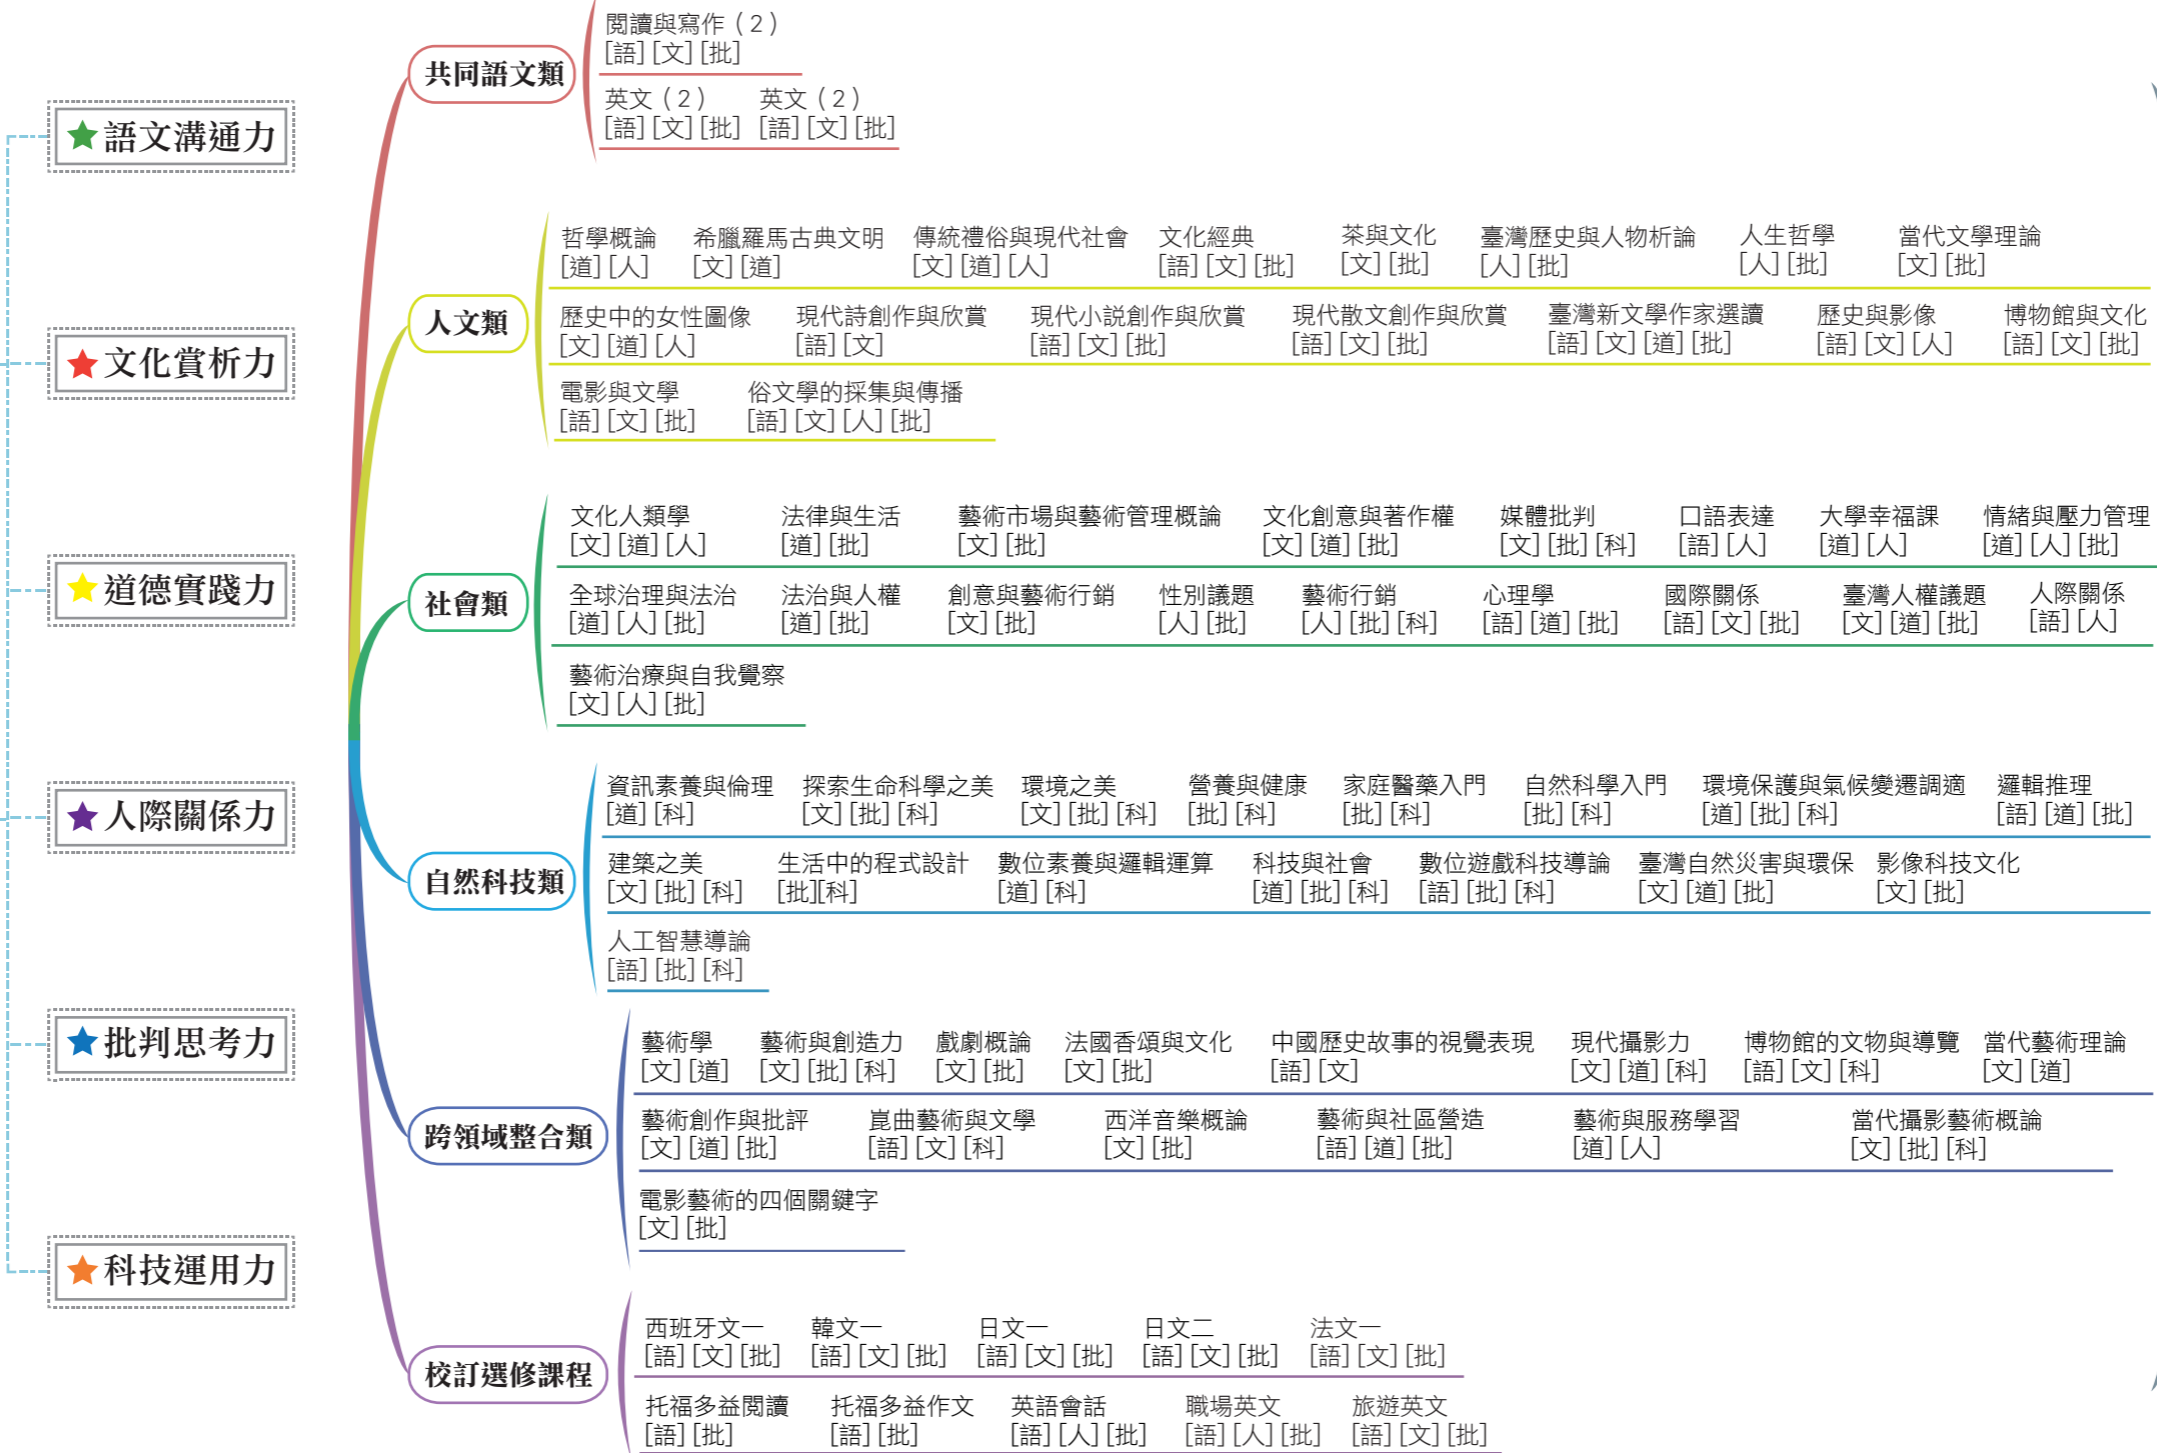 語文溝通力
文化賞析力
道德實踐力
人際關係力
批判思考力
科技運用力
共同語文類
閱讀與寫作（2）
[語] [文] [批]
英文（2） 英文（2）
[語] [文] [批] [語] [文] [批]
人文類
哲學概論 希臘羅馬古典文明 傳統禮俗與現代社會 文化經典 茶與文化 臺灣歷史與人物析論 人生哲學 當代文學理論
[道] [人] [文] [道] [文] [道] [人] [語] [文] [批] [文] [批] [人] [批] [人] [批] [文] [批]
歷史中的女性圖像 現代詩創作與欣賞 現代小說創作與欣賞 現代散文創作與欣賞 臺灣新文學作家選讀 歷史與影像 博物館與文化
[文] [道] [人] [語] [文] [語] [文] [批] [語] [文] [批] [語] [文] [道] [批] [語] [文] [人] [語] [文] [批]
電影與文學 俗文學的採集與傳播
[語] [文] [批] [語] [文] [人] [批]
社會類
文化人類學 法律與生活 藝術市場與藝術管理概論 文化創意與著作權 媒體批判 口語表達 大學幸福課 情緒與壓力管理
[文] [道] [人] [道] [批] [文] [批] [文] [道] [批] [文] [批] [科] [語] [人] [道] [人] [道] [人] [批]
全球治理與法治 法治與人權 創意與藝術行銷 性別議題 藝術行銷 心理學 國際關係 臺灣人權議題 人際關係
[道] [人] [批] [道] [批] [文] [批] [人] [批] [人] [批] [科] [語] [道] [批] [語] [文] [批] [文] [道] [批] [語] [人]
藝術治療與自我覺察
[文] [人] [批]
自然科技類
資訊素養與倫理 探索生命科學之美 環境之美 營養與健康 家庭醫藥入門 自然科學入門 環境保護與氣候變遷調適 邏輯推理
[道] [科] [文] [批] [科] [文] [批] [科] [批] [科] [批] [科] [批] [科] [道] [批] [科] [語] [道] [批]
建築之美 生活中的程式設計 數位素養與邏輯運算 科技與社會 數位遊戲科技導論 臺灣自然災害與環保 影像科技文化
[文] [批] [科] [批][科] [道] [科] [道] [批] [科] [語] [批] [科] [文] [道] [批] [文] [批]
人工智慧導論
[語] [批] [科]
跨領域整合類
藝術學 藝術與創造力 戲劇概論 法國香頌與文化 中國歷史故事的視覺表現 現代攝影力 博物館的文物與導覽 當代藝術理論
[文] [道] [文] [批] [科] [文] [批] [文] [批] [語] [文] [文] [道] [科] [語] [文] [科] [文] [道]
藝術創作與批評 崑曲藝術與文學 西洋音樂概論 藝術與社區營造 藝術與服務學習 當代攝影藝術概論
[文] [道] [批] [語] [文] [科] [文] [批] [語] [道] [批] [道] [人] [文] [批] [科]
電影藝術的四個關鍵字
[文] [批]
校訂選修課程
西班牙文一 韓文一 日文一 日文二 法文一
[語] [文] [批] [語] [文] [批] [語] [文] [批] [語] [文] [批] [語] [文] [批]
托福多益閱讀 托福多益作文 英語會話 職場英文 旅遊英文
[語] [批] [語] [批] [語] [人] [批] [語] [人] [批] [語] [文] [批]